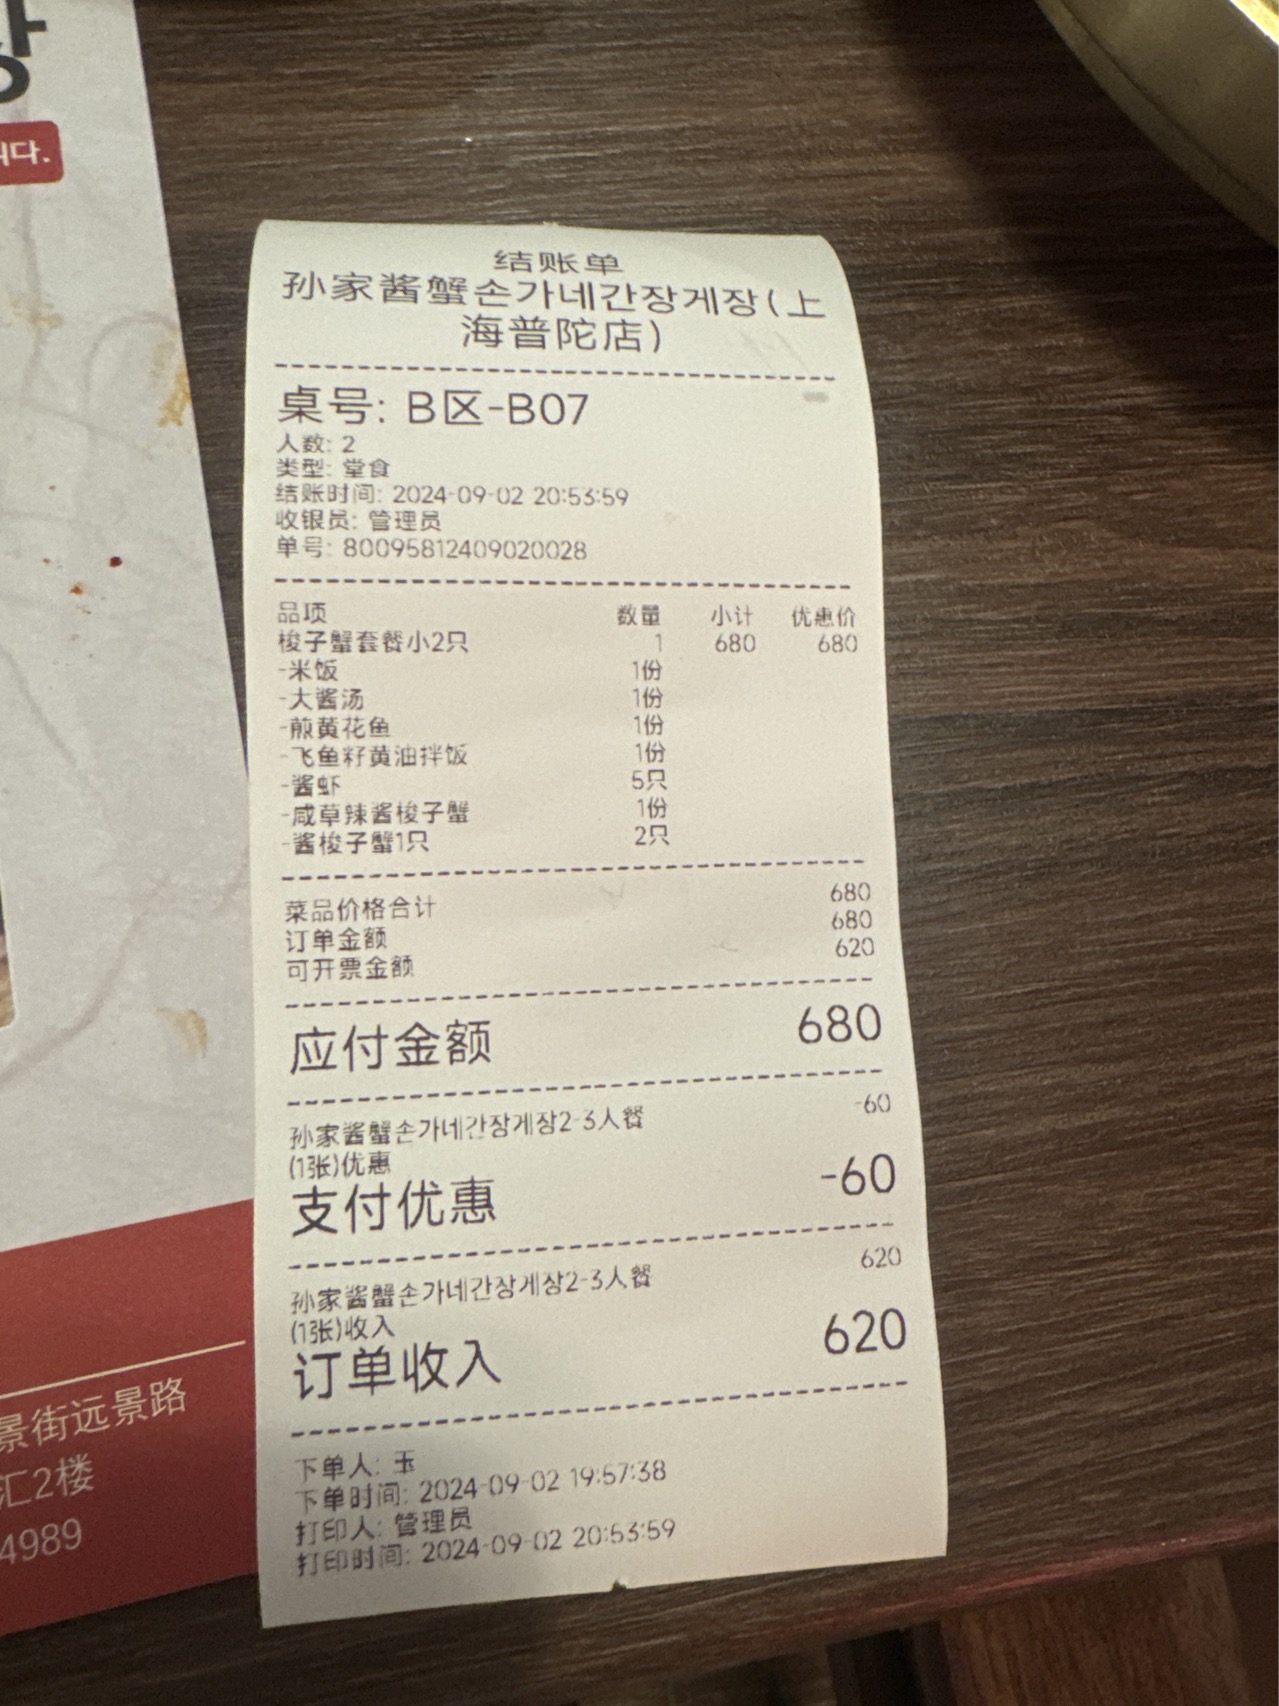 니다.
结账单
孙家酱蟹손가네간장게장(上
海普陀店)
桌号: B区-B07
人数: 2
类型: 堂食
结账时间: 2024-09-02 20:53:59
收银员: 管理员
单号: 80095812409020028
品项 数量 小计 优惠价
梭子蟹套餐小2只 1 680 680
-米饭 1份
-大酱汤 1份
-煎黄花鱼 1份
-飞鱼籽黄油拌饭 1份
-酱虾 5只
-咸草辣酱梭子蟹 1份
-酱梭子蟹1只 2只
菜品价格合计 680
订单金额 680
可开票金额 620
应付金额 680
孙家酱蟹손가네간장게장2-3人餐 -60
(1张)优惠
支付优惠 -60
孙家酱蟹손가네간장게장2-3人餐 620
(1张)收入
订单收入 620
下单人: 玉
下单时间: 2024-09-02 19:57:38
打印人: 管理员
打印时间: 2024-09-02 20:53:59
景街远景路
汇2楼
4989